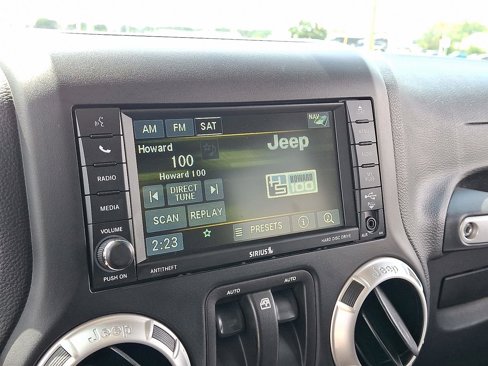 AM FM SAT NAV
Howard
100
Howard 100
Jeep
HOWARD
100
DIRECT
TUNE
SCAN REPLAY
2:23 PRESETS i
RADIO
MEDIA
VOLUME
PUSH ON
ANTITHEFT
SIRIUS
HARD DISC DRIVE
AUTO AUTO
Jeep
Jeep